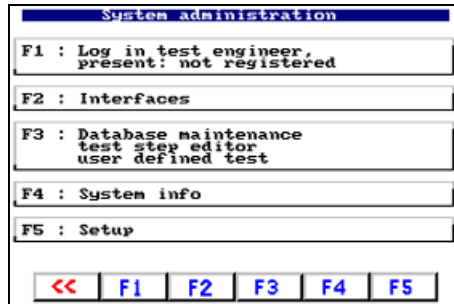 System administration
F1 : Log in test engineer,
present: not registered
F2 : Interfaces
F3 : Database maintenance
test step editor
user defined test
F4 : System info
F5 : Setup
<< F1 F2 F3 F4 F5